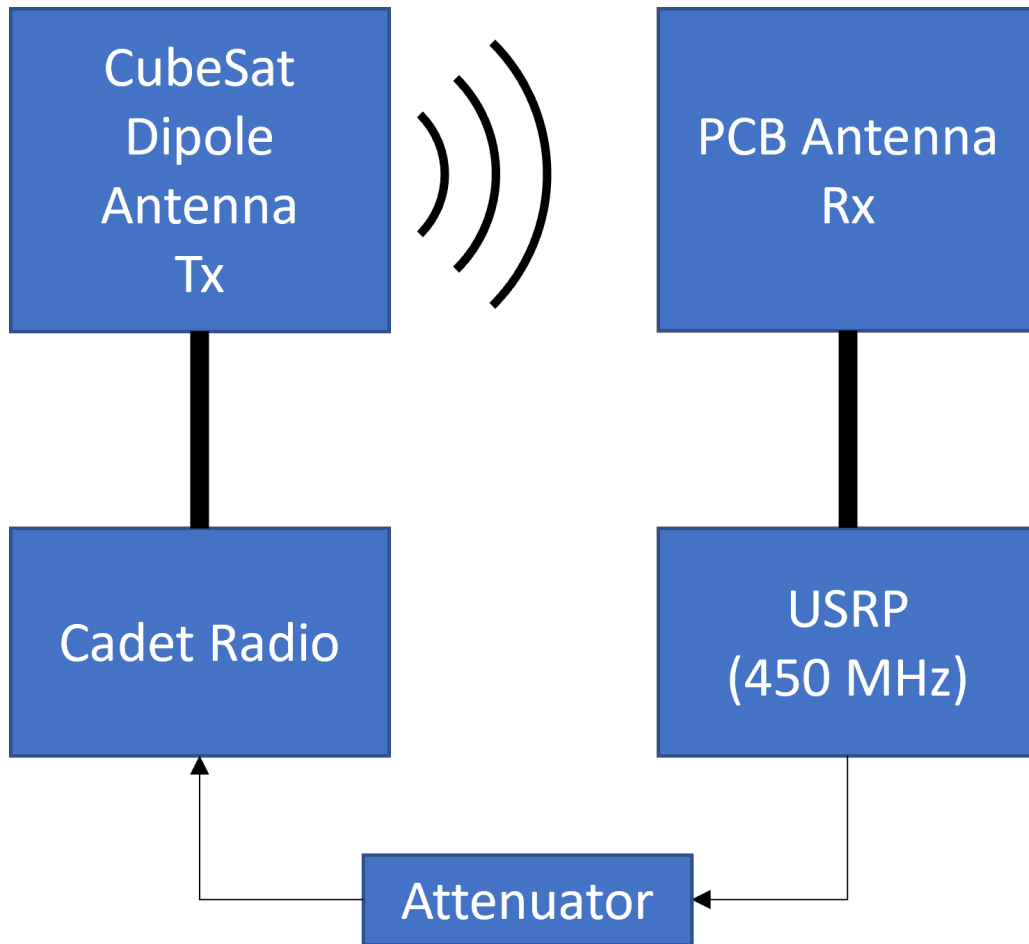 CubeSat
Dipole
Antenna
Tx
PCB Antenna
Rx
Cadet Radio
USRP
(450 MHz)
Attenuator